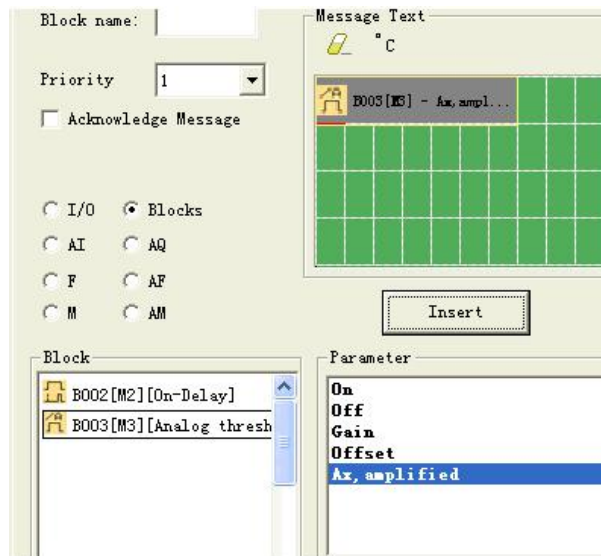 Block name:
Message Text
°C
Priority
1
B003[M3] - Ax,ampl...
Acknowledge Message
I/O
Blocks
AI
AQ
F
AF
M
AM
Insert
Block
Parameter
B002[M2][On-Delay]
B003[M3][Analog thresh
On
Off
Gain
Offset
Ax,amplified